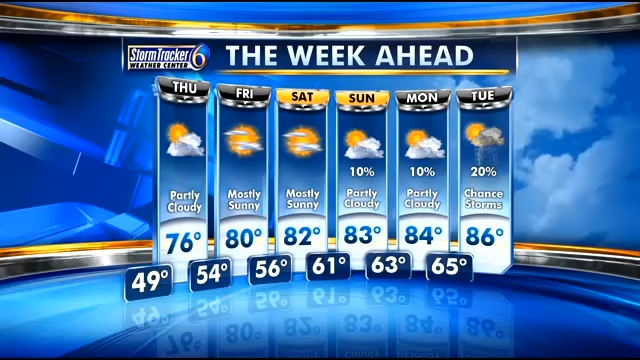 StormTracker 6
WEATHER CENTER
THE WEEK AHEAD
THU FRI SAT SUN MON TUE
10% 10% 20%
Partly Mostly Mostly Partly Partly Chance
Cloudy Sunny Sunny Cloudy Cloudy Storms
76° 80° 82° 83° 84° 86°
49° 54° 56° 61° 63° 65°